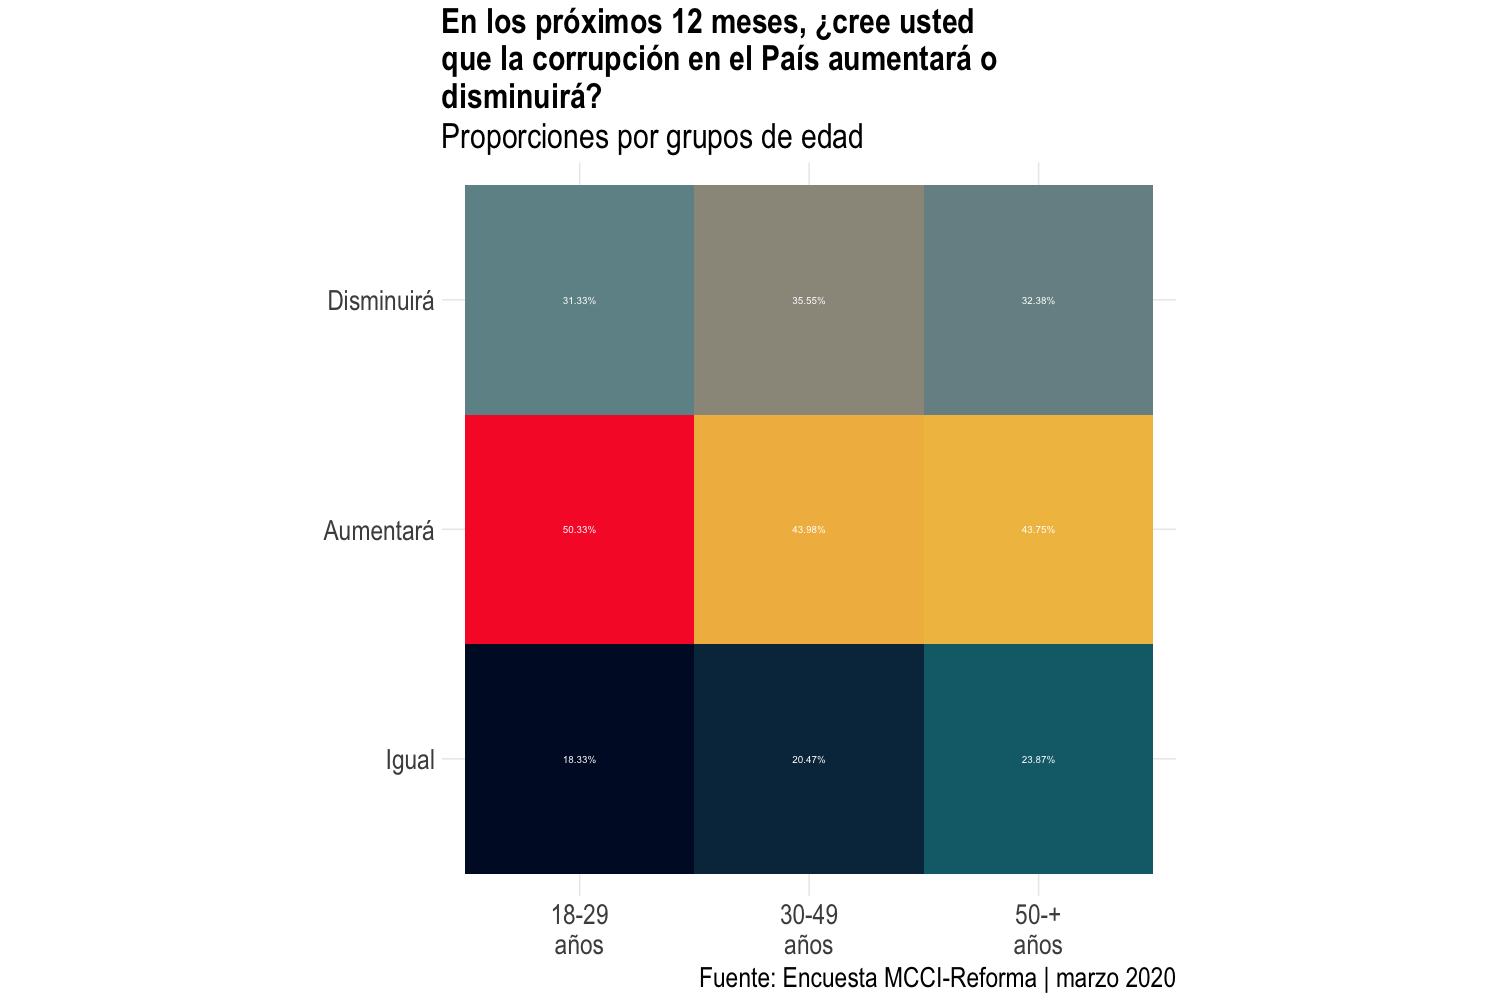 En los próximos 12 meses, ¿cree usted
que la corrupción en el País aumentará o
disminuirá?
Proporciones por grupos de edad
Disminuirá
31.33%
35.55%
32.38%
Aumentará
50.33%
43.98%
43.75%
Igual
18.33%
20.47%
23.87%
18-29
años
30-49
años
50-+
años
Fuente: Encuesta MCCI-Reforma | marzo 2020